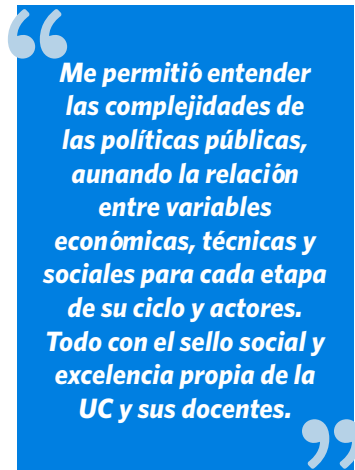 “
Me permitió entender
las complejidades de
las políticas públicas,
aunando la relación
entre variables
económicas, técnicas y
sociales para cada etapa
de su ciclo y actores.
Todo con el sello social y
excelencia propia de la
UC y sus docentes.
”